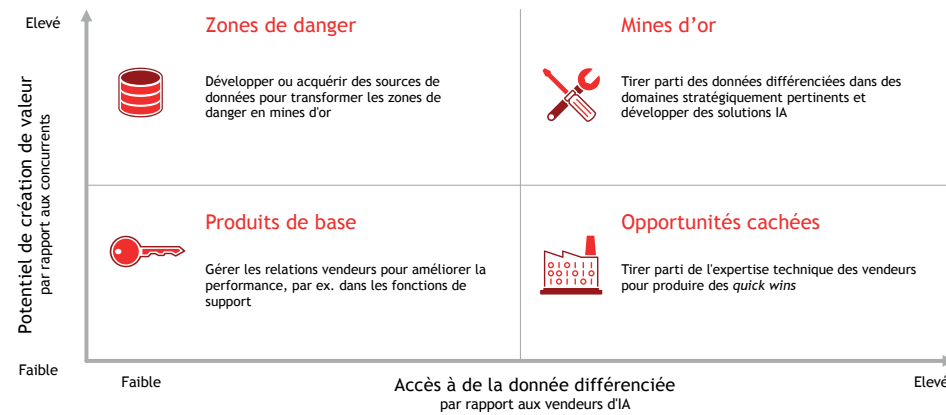 Elevé
Zones de danger
Mines d'or
Développer ou acquérir des sources de
données pour transformer les zones de
danger en mines d'or
Tirer parti des données différenciées dans des
domaines stratégiquement pertinents et
développer des solutions IA
Potentiel de création de valeur
par rapport aux concurrents
Produits de base
Opportunités cachées
Gérer les relations vendeurs pour améliorer la
performance, par ex. dans les fonctions de
support
Tirer parti de l'expertise technique des vendeurs
pour produire des quick wins
Faible
Faible
Accès à de la donnée différenciée
par rapport aux vendeurs d'IA
Elevé